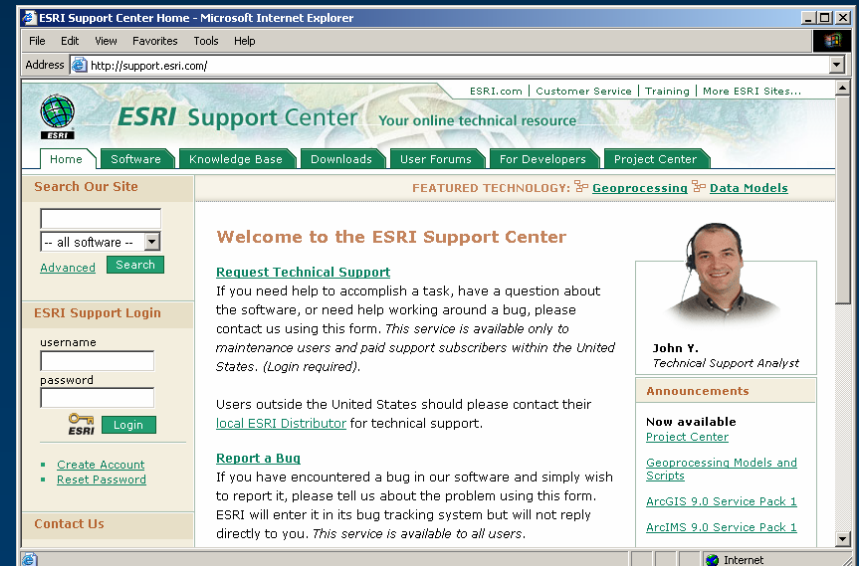 ESRI Support Center Home - Microsoft Internet Explorer
File Edit View Favorites Tools Help
Address http://support.esri.com/
ESRI.com | Customer Service | Training | More ESRI Sites...
ESRI
ESRI Support Center Your online technical resource
Home Software Knowledge Base Downloads User Forums For Developers Project Center
Search Our Site
FEATURED TECHNOLOGY: Geoprocessing Data Models
-- all software --
Advanced Search
ESRI Support Login
username
password
ESRI Login
Create Account
Reset Password
Contact Us
Welcome to the ESRI Support Center
Request Technical Support
If you need help to accomplish a task, have a question about
the software, or need help working around a bug, please
contact us using this form. This service is available only to
maintenance users and paid support subscribers within the United
States. (Login required).
Users outside the United States should please contact their
local ESRI Distributor for technical support.
Report a Bug
If you have encountered a bug in our software and simply wish
to report it, please tell us about the problem using this form.
ESRI will enter it in its bug tracking system but will not reply
directly to you. This service is available to all users.
John Y.
Technical Support Analyst
Announcements
Now available
Project Center
Geoprocessing Models and
Scripts
ArcGIS 9.0 Service Pack 1
ArcIMS 9.0 Service Pack 1
Internet